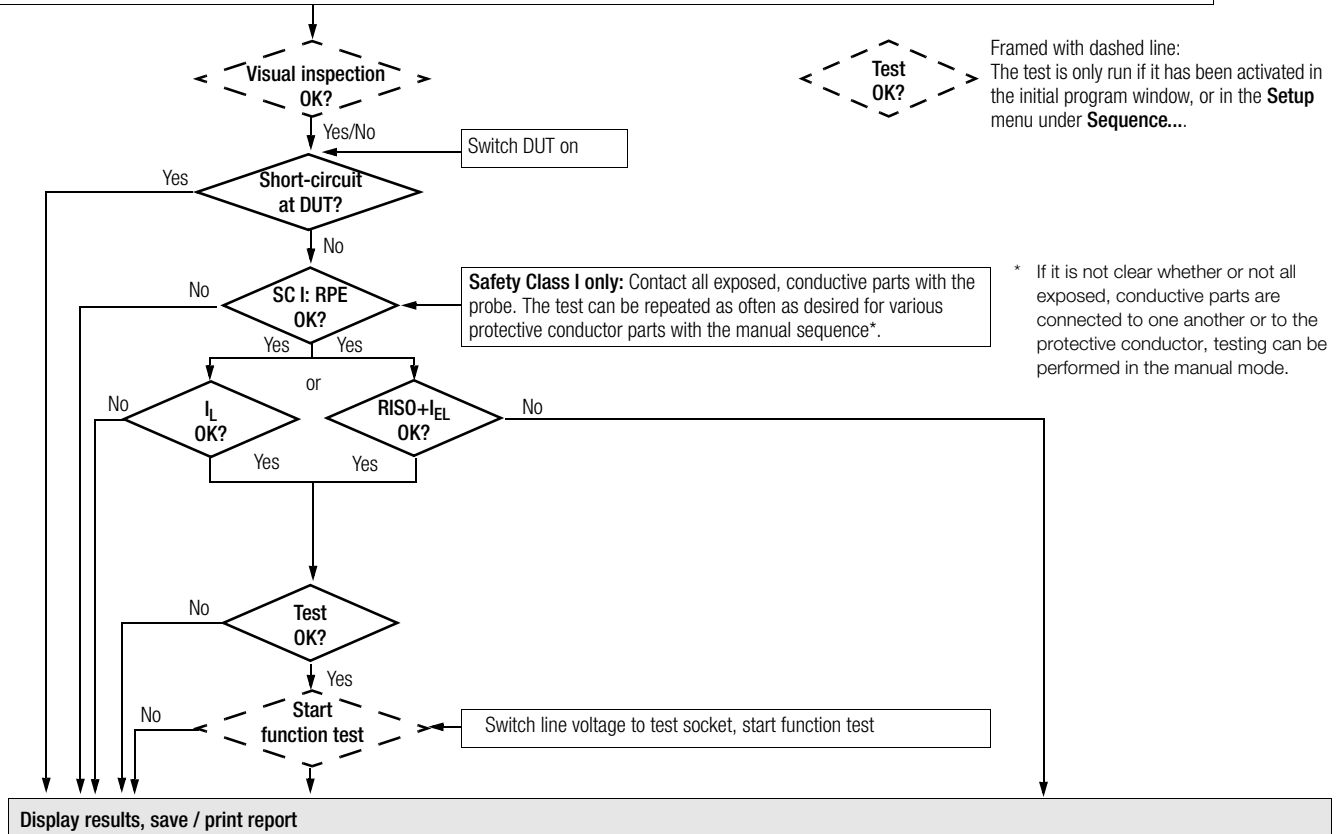 Visual inspection
OK?
Test
OK?
Framed with dashed line:
The test is only run if it has been activated in
the initial program window, or in the Setup
menu under Sequence....
Yes/No
Switch DUT on
Yes
Short-circuit
at DUT?
No
No
SC I: RPE
OK?
Safety Class I only: Contact all exposed, conductive parts with the
probe. The test can be repeated as often as desired for various
protective conductor parts with the manual sequence*.
* If it is not clear whether or not all
exposed, conductive parts are
connected to one another or to the
protective conductor, testing can be
performed in the manual mode.
Yes
Yes
or
No
IL
OK?
RISO+IEL
OK?
No
Yes
Yes
No
Test
OK?
Yes
No
Start
function test
Switch line voltage to test socket, start function test
Display results, save / print report